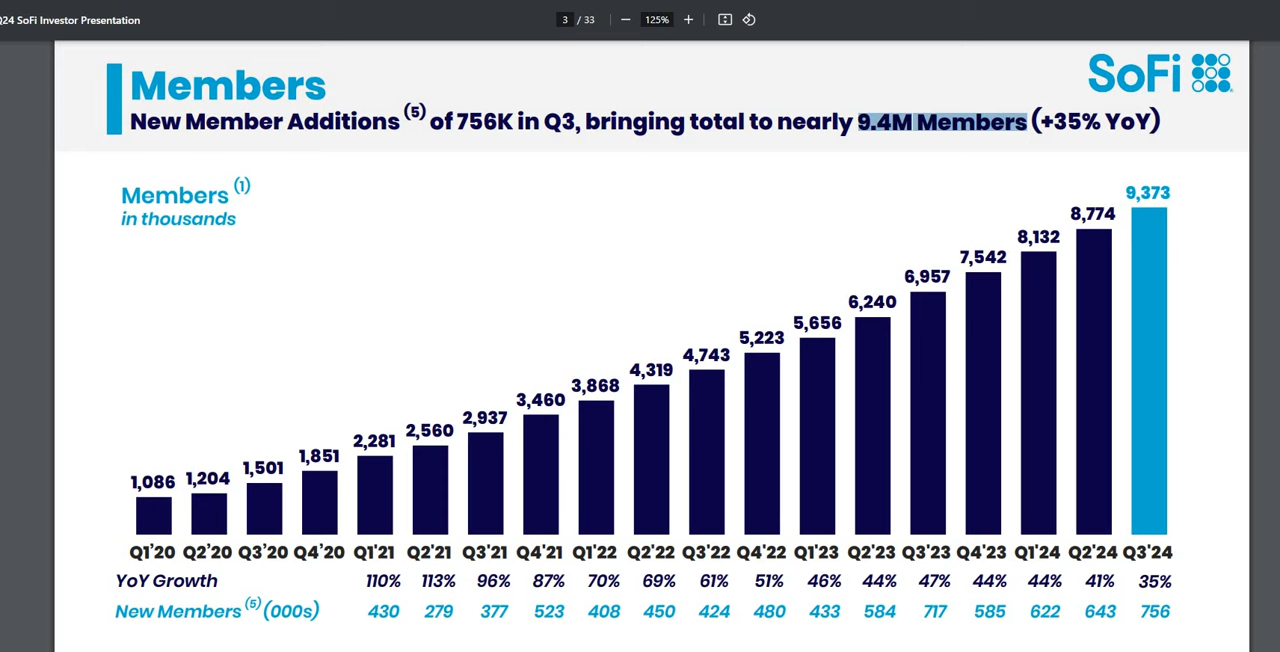 Q24 SoFi Investor Presentation
3 / 33
125%
Members
SoFi
New Member Additions (5) of 756K in Q3, bringing total to nearly 9.4M Members (+35% YoY)
Members (1)
in thousands
1,086 1,204 1,501 1,851 2,281 2,560 2,937 3,460 3,868 4,319 4,743 5,223 5,656 6,240 6,957 7,542 8,132 8,774 9,373
Q1’20 Q2’20 Q3’20 Q4’20 Q1'21 Q2'21 Q3'21 Q4'21 Q1'22 Q2'22 Q3'22 Q4'22 Q1'23 Q2'23 Q3'23 Q4'23 Q1'24 Q2'24 Q3'24
YoY Growth 110% 113% 96% 87% 70% 69% 61% 51% 46% 44% 47% 44% 44% 41% 35%
New Members (5) (000s) 430 279 377 523 408 450 424 480 433 584 717 585 622 643 756